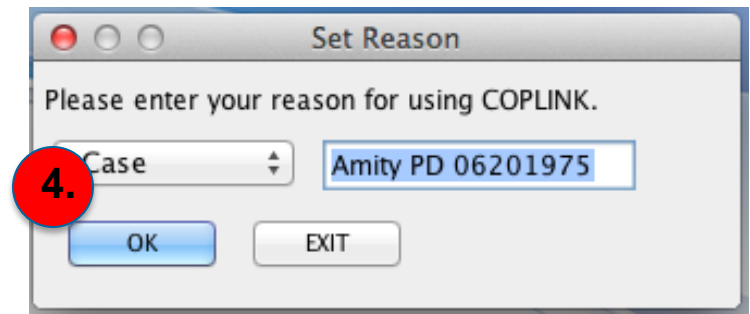 Set Reason
Please enter your reason for using COPLINK.
4. Case Amity PD 06201975
OK EXIT